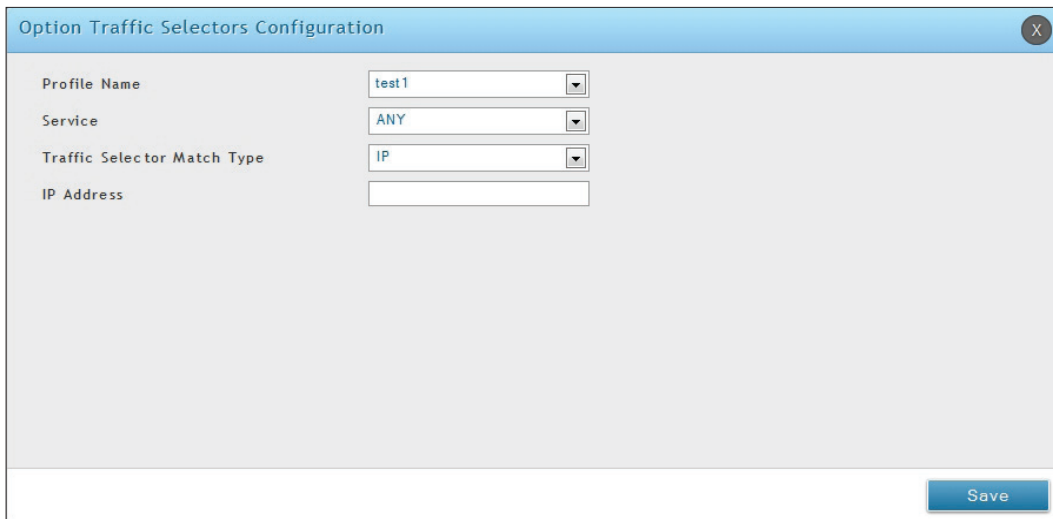 Option Traffic Selectors Configuration
X
Profile Name test1
Service ANY
Traffic Selector Match Type IP
IP Address
Save